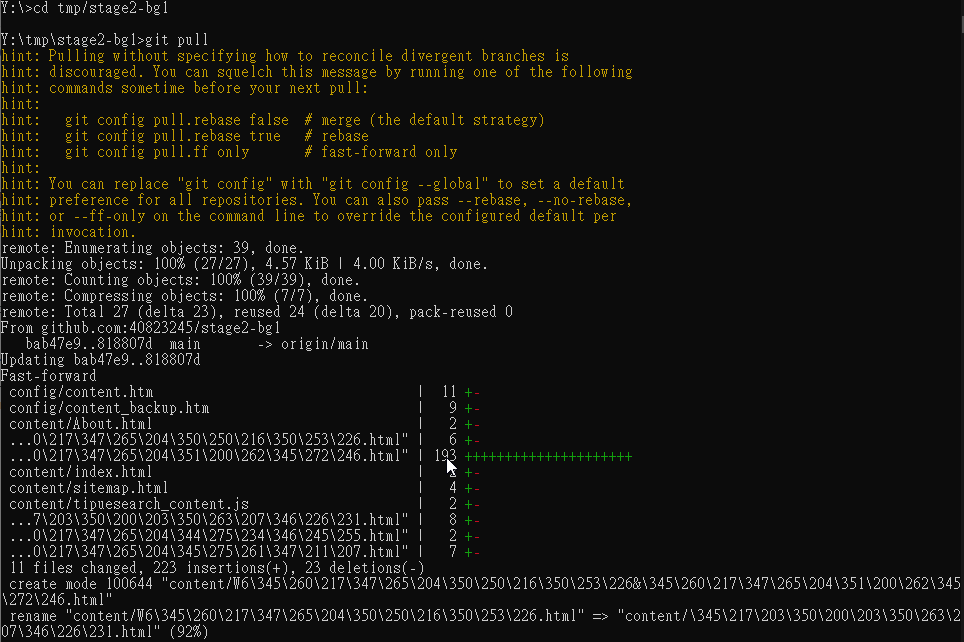 Y:\>cd tmp/stage2-bg1
Y:\tmp\stage2-bg1>git pull
hint: Pulling without specifying how to reconcile divergent branches is
hint: discouraged. You can squelch this message by running one of the following
hint: commands sometime before your next pull:
hint:
hint:   git config pull.rebase false  # merge (the default strategy)
hint:   git config pull.rebase true   # rebase
hint:   git config pull.ff only       # fast-forward only
hint:
hint: You can replace "git config" with "git config --global" to set a default
hint: preference for all repositories. You can also pass --rebase, --no-rebase,
hint: or --ff-only on the command line to override the configured default per
hint: invocation.
remote: Enumerating objects: 39, done.
Unpacking objects: 100% (27/27), 4.57 KiB | 4.00 KiB/s, done.
remote: Counting objects: 100% (39/39), done.
remote: Compressing objects: 100% (7/7), done.
remote: Total 27 (delta 23), reused 24 (delta 20), pack-reused 0
From github.com:40823245/stage2-bg1
   bab47e9..818807d  main       -> origin/main
Updating bab47e9..818807d
Fast-forward
 config/content.htm                                 |  11 +-
 config/content_backup.htm                          |   9 +-
 content/About.html                                 |   2 +-
 ...0\217\347\265\204\350\250\216\350\253\226.html" |   6 +-
 ...0\217\347\265\204\351\200\262\345\272\246.html" | 193 +++++++++++++++++++++
 content/index.html                                 | +-
 content/sitemap.html                               |   4 +-
 content/tipuesearch_content.js                     |   2 +-
 ...7\203\350\200\203\350\263\207\346\226\231.html" |   8 +-
 ...0\217\347\265\204\344\275\234\346\245\255.html" |   2 +-
 ...0\217\347\265\204\345\275\261\347\211\207.html" |   7 +-
 11 files changed, 223 insertions(+), 23 deletions(-)
 create mode 100644 "content/W6\345\260\217\347\265\204\350\250\216\350\253\226&\345\260\217\347\265\204\351\200\262\345
\272\246.html"
 rename "content/W6\345\260\217\347\265\204\350\250\216\350\253\226.html" => "content/\345\217\203\350\200\203\350\263\2
07\346\226\231.html" (92%)